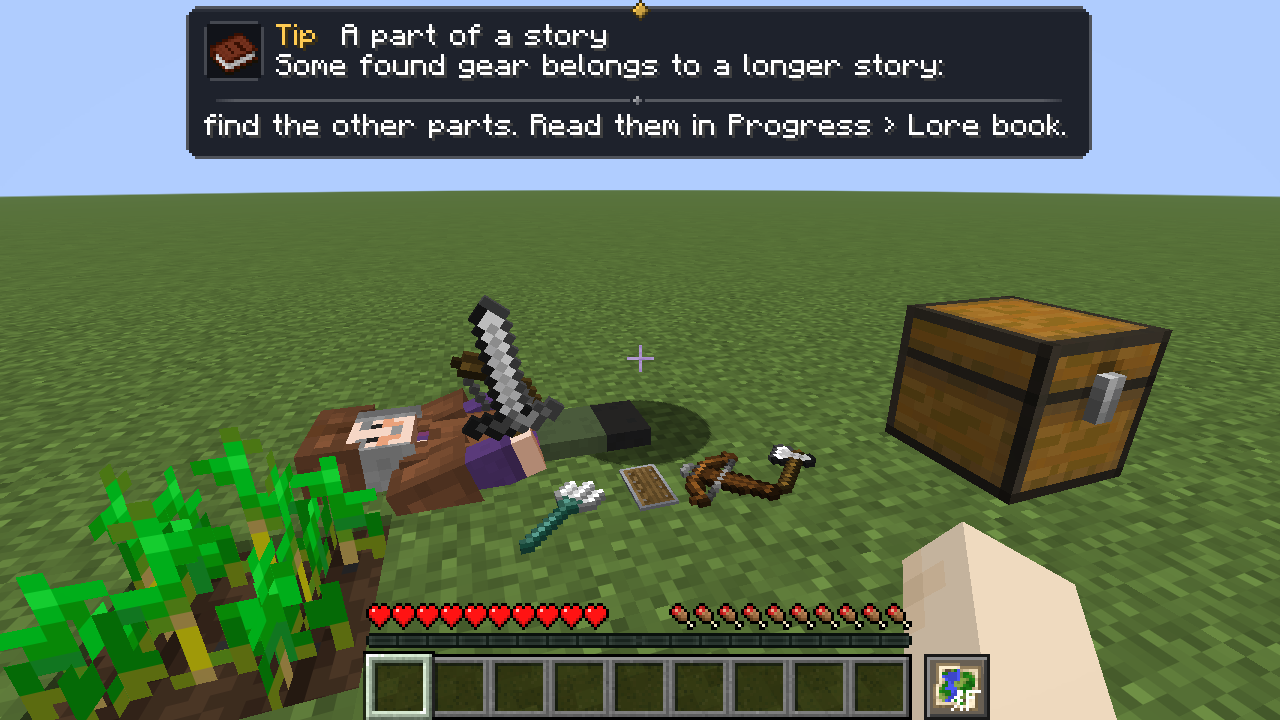 Tip A part of a story
Some found gear belongs to a longer story:
find the other parts. Read them in Progress > Lore book.